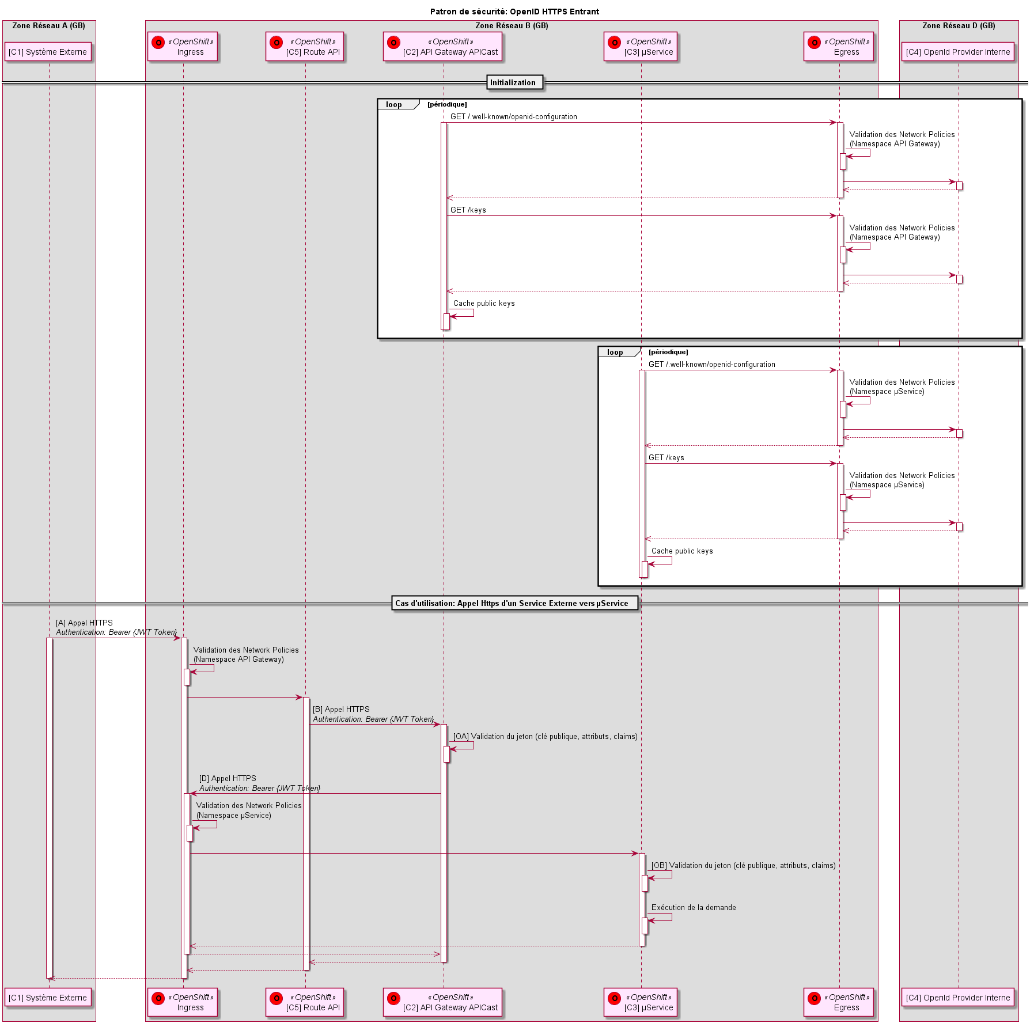 Patron de sécurité: OpenID HTTPS Entrant
Zone Réseau A (GB)
Zone Réseau B (GB)
Zone Réseau D (GB)
[C1] Système Externe
«OpenShift»
Ingress
«OpenShift»
[C5] Route API
«OpenShift»
[C2] API Gateway APICast
«OpenShift»
[C3] µService
«OpenShift»
Egress
[C4] OpenId Provider Interne
Initialization
loop
[périodique]
GET /.well-known/openid-configuration
Validation des Network Policies
(Namespace API Gateway)
GET /keys
Validation des Network Policies
(Namespace API Gateway)
Cache public keys
loop
[périodique]
GET /.well-known/openid-configuration
Validation des Network Policies
(Namespace µService)
GET /keys
Validation des Network Policies
(Namespace µService)
Cache public keys
Cas d'utilisation: Appel Https d'un Service Externe vers µService
[A] Appel HTTPS
Authentication: Bearer {JWT Token}
Validation des Network Policies
(Namespace API Gateway)
[B] Appel HTTPS
Authentication: Bearer {JWT Token}
[OA] Validation du jeton (clé publique, attributs, claims)
[D] Appel HTTPS
Authentication: Bearer {JWT Token}
Validation des Network Policies
(Namespace µService)
[OB] Validation du jeton (clé publique, attributs, claims)
Exécution de la demande
[C1] Système Externe
«OpenShift»
Ingress
«OpenShift»
[C5] Route API
«OpenShift»
[C2] API Gateway APICast
«OpenShift»
[C3] µService
«OpenShift»
Egress
[C4] OpenId Provider Interne